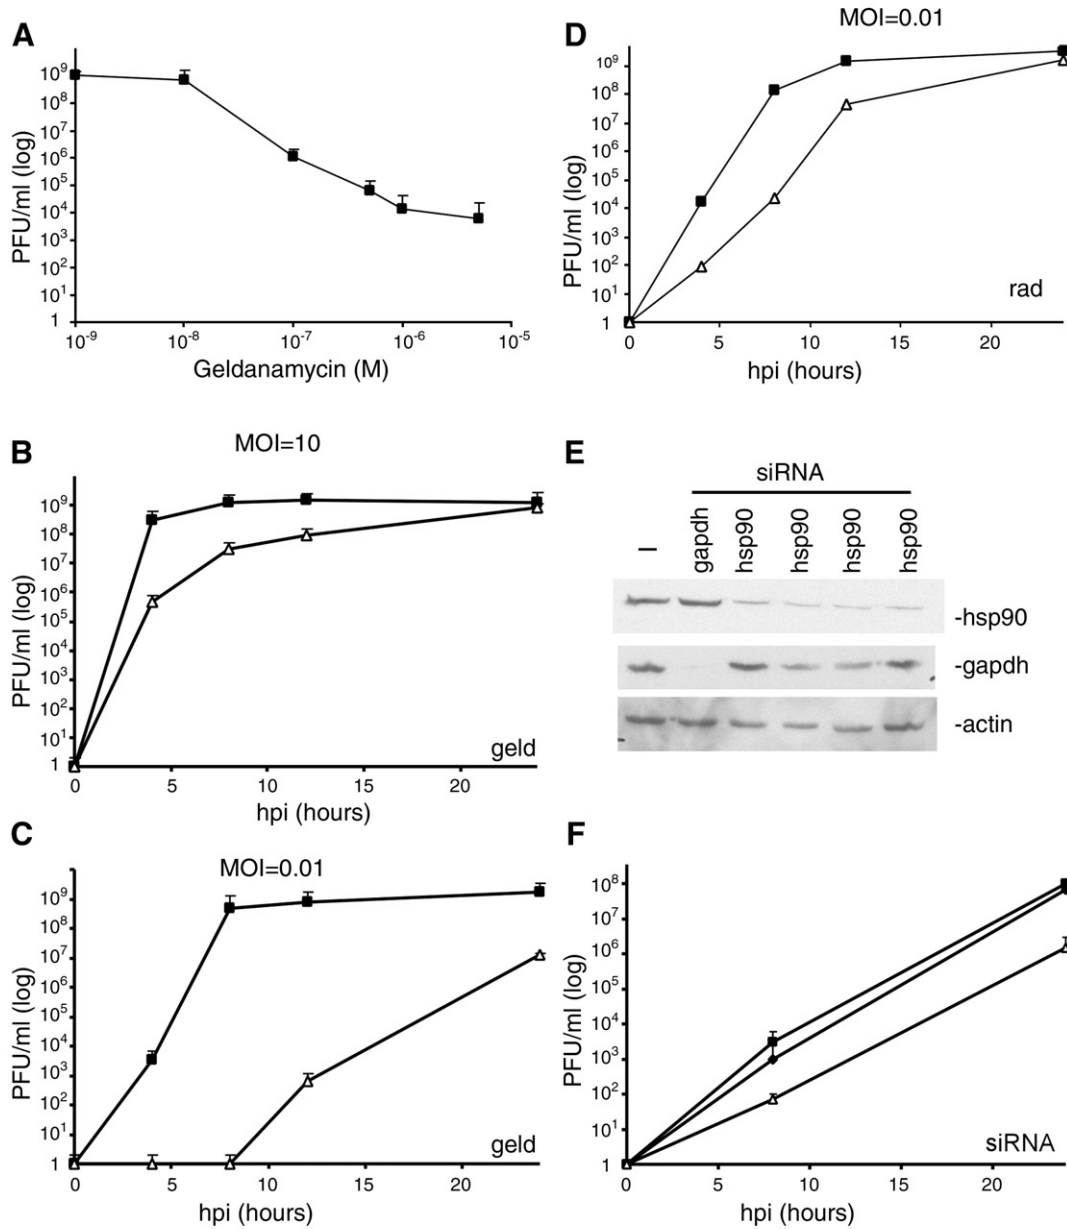 A
PFU/ml (log)
10⁹
10⁸
10⁷
10⁶
10⁵
10⁴
10³
10²
10¹
1
10⁻⁹ 10⁻⁸ 10⁻⁷ 10⁻⁶ 10⁻⁵
Geldanamycin (M)
B
MOI=10
PFU/ml (log)
10⁹
10⁸
10⁷
10⁶
10⁵
10⁴
10³
10²
10¹
1
geld
0 5 10 15 20
hpi (hours)
C
MOI=0.01
PFU/ml (log)
10⁹
10⁸
10⁷
10⁶
10⁵
10⁴
10³
10²
10¹
1
geld
0 5 10 15 20
hpi (hours)
D
MOI=0.01
PFU/ml (log)
10⁹
10⁸
10⁷
10⁶
10⁵
10⁴
10³
10²
10¹
1
rad
0 5 10 15 20
hpi (hours)
E
siRNA
– gapdh hsp90 hsp90 hsp90 hsp90
-hsp90
-gapdh
-actin
F
PFU/ml (log)
10⁸
10⁷
10⁶
10⁵
10⁴
10³
10²
10¹
1
siRNA
0 5 10 15 20
hpi (hours)